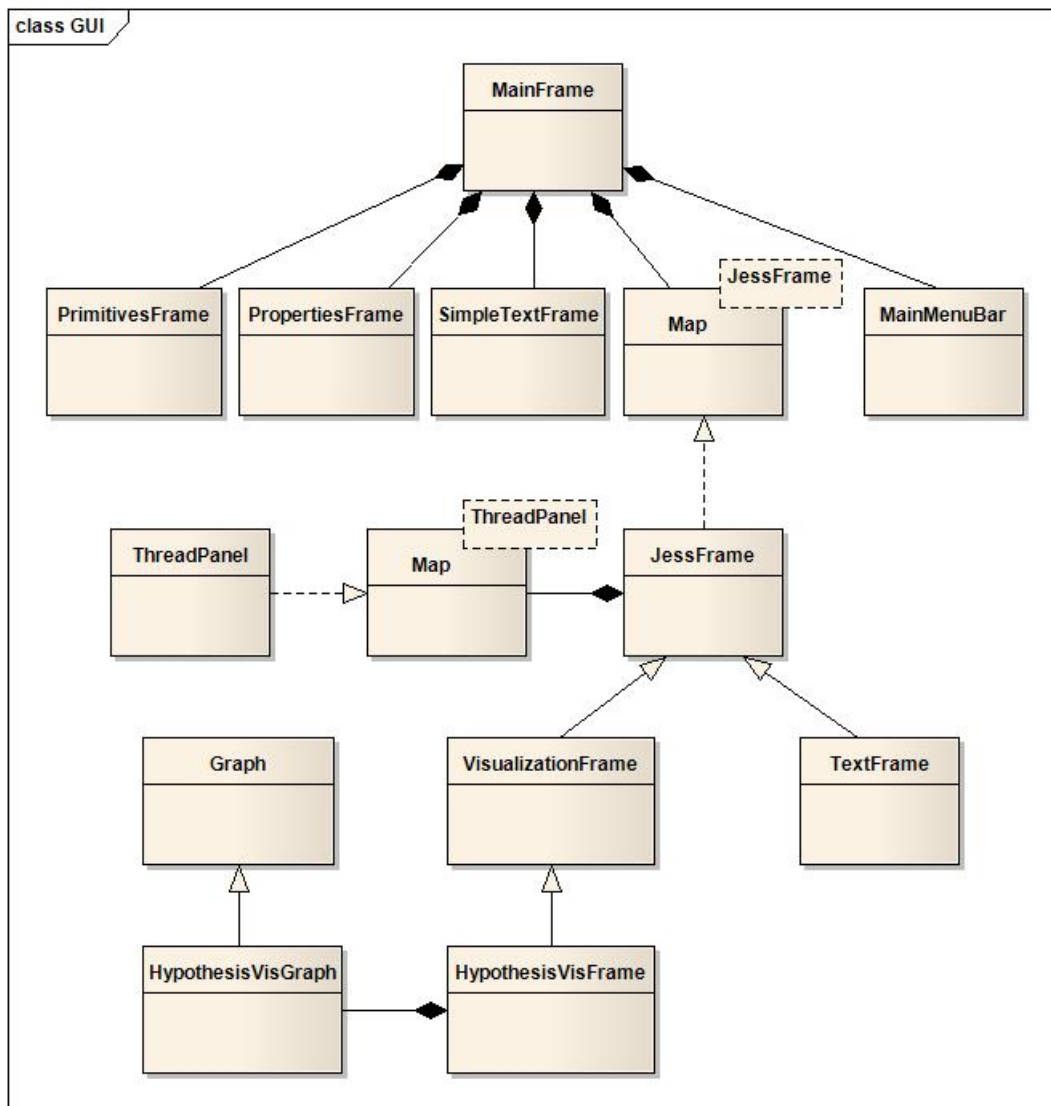 class GUI
MainFrame
JessFrame
PrimitivesFrame
PropertiesFrame
SimpleTextFrame
Map
MainMenuBar
ThreadPanel
ThreadPanel
Map
JessFrame
Graph
VisualizationFrame
TextFrame
HypothesisVisGraph
HypothesisVisFrame